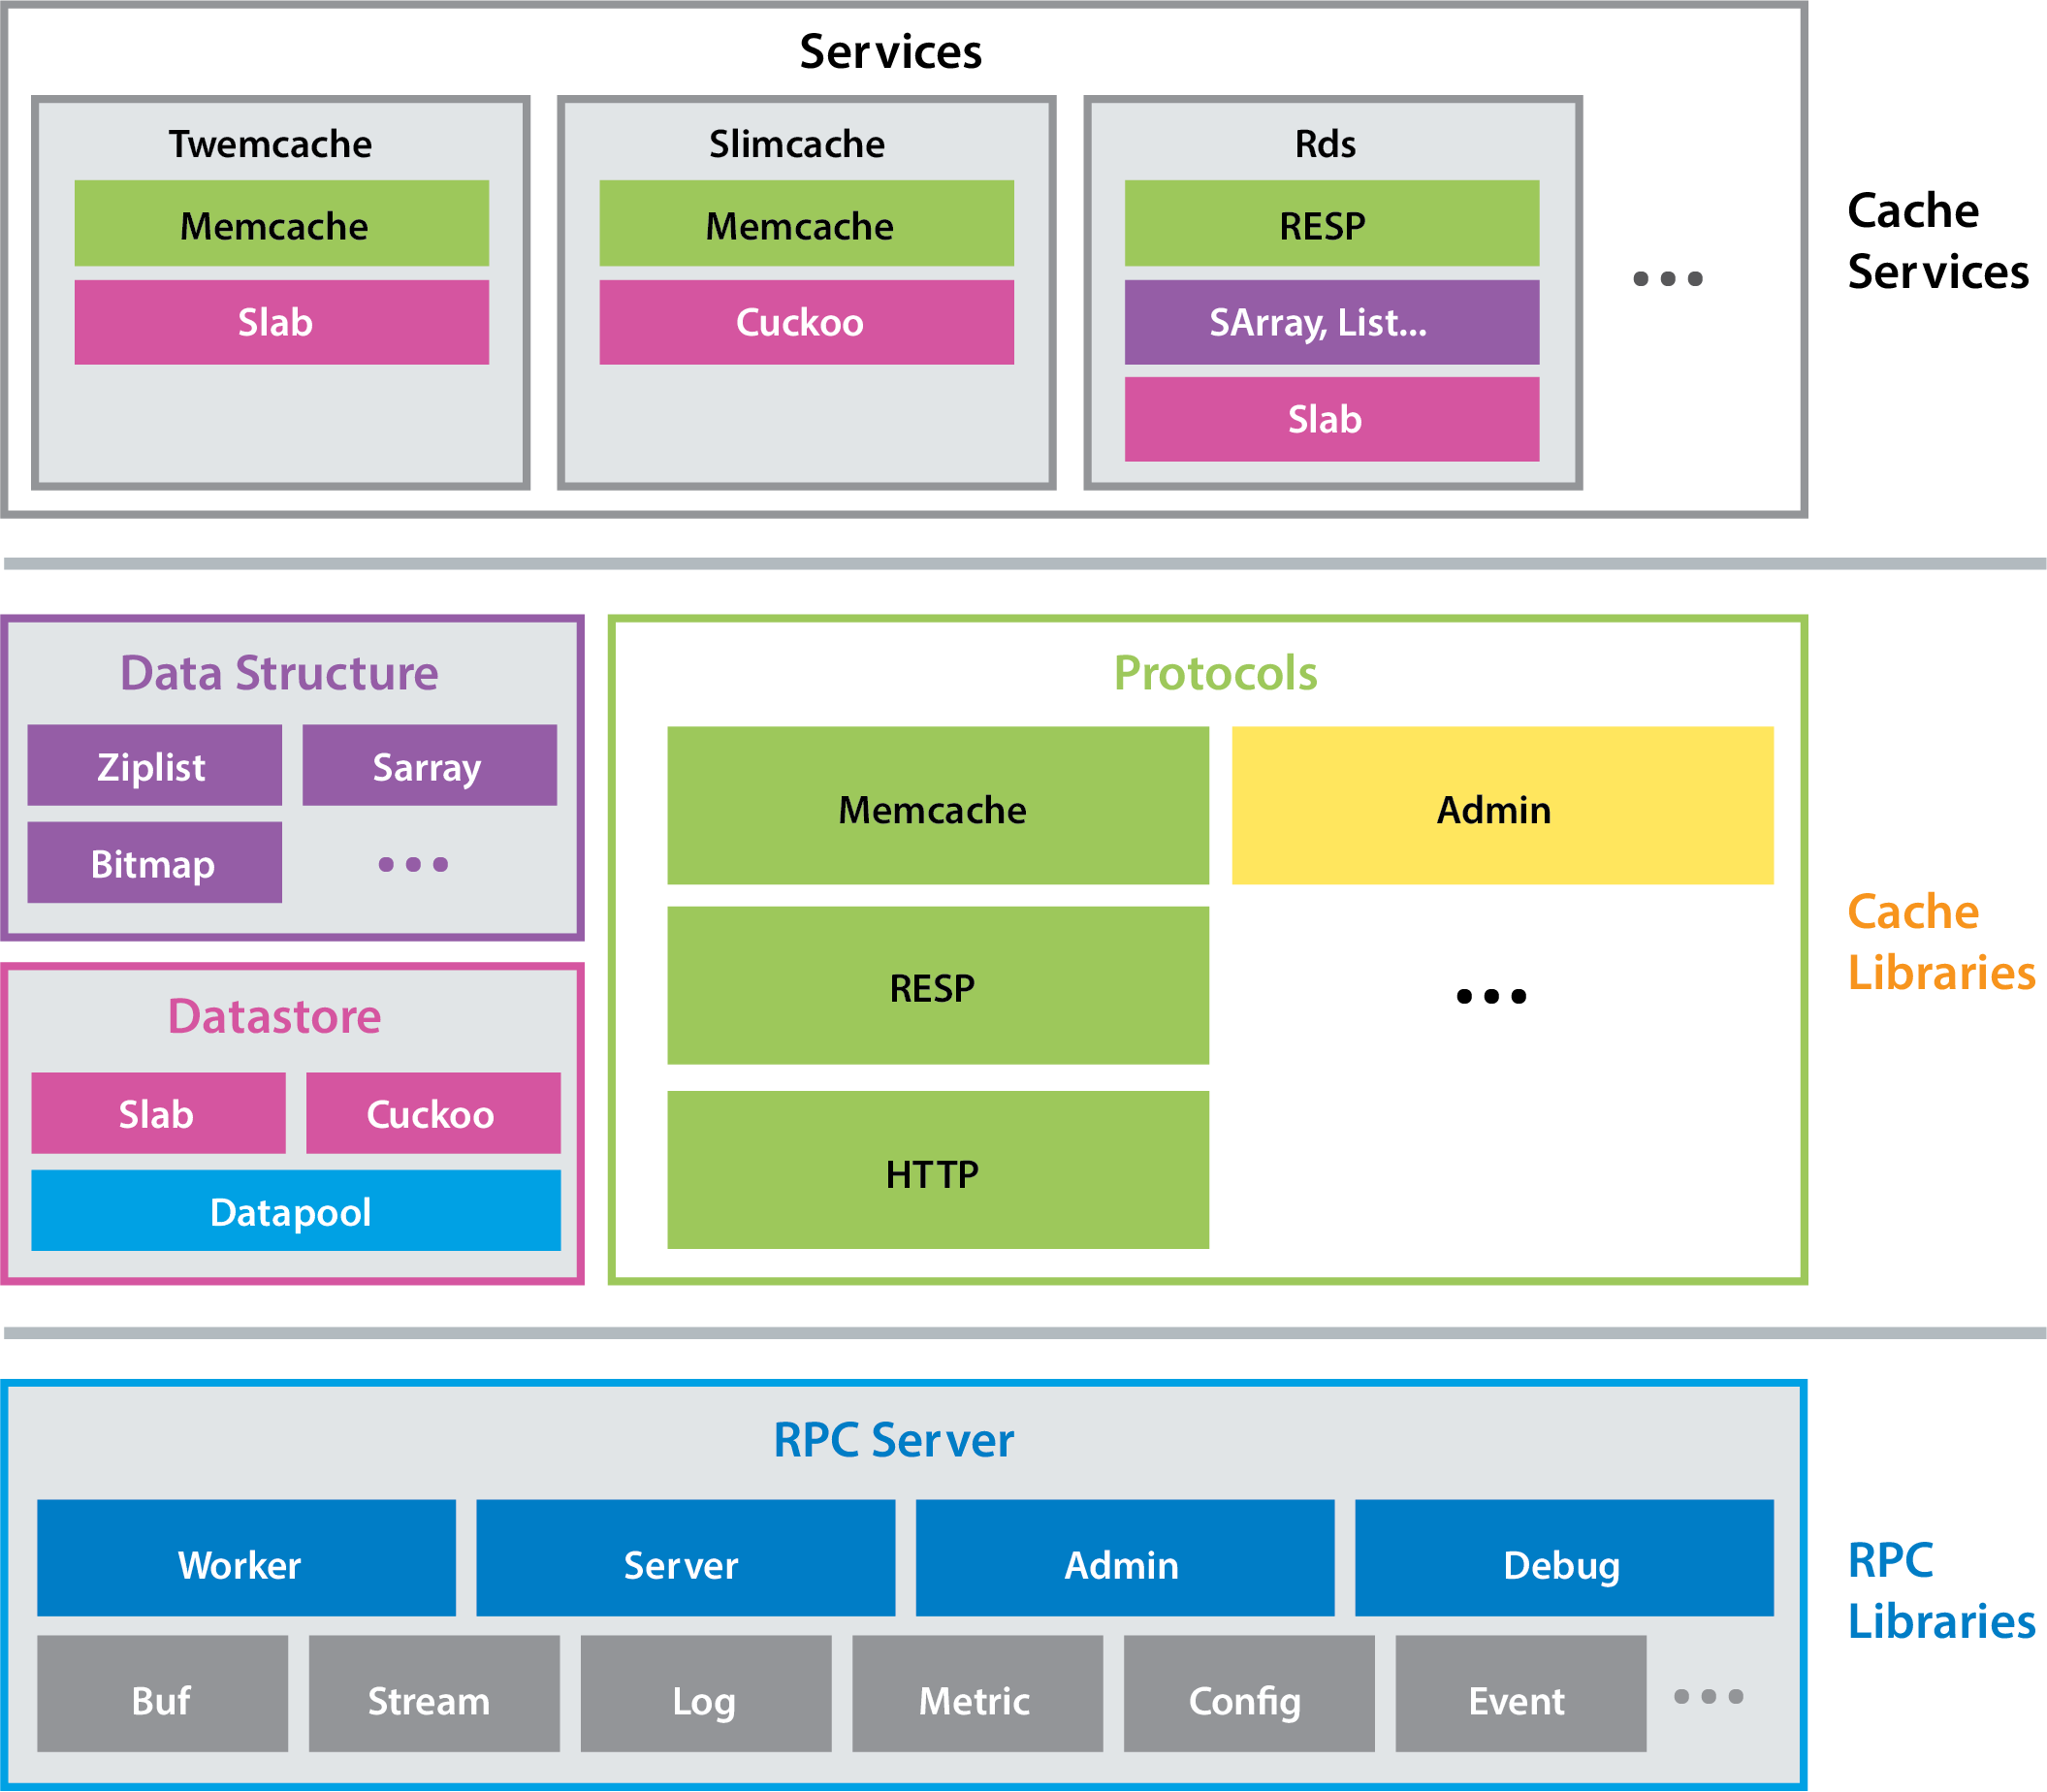 Services
Twemcache
Memcache
Slab
Slimcache
Memcache
Cuckoo
Rds
RESP
SArray, List...
Slab
...
Cache
Services
Data Structure
Ziplist
Sarray
Bitmap
...
Datastore
Slab
Cuckoo
Datapool
Protocols
Memcache
Admin
RESP
...
HTTP
Cache
Libraries
RPC Server
Worker
Server
Admin
Debug
Buf
Stream
Log
Metric
Config
Event
...
RPC
Libraries